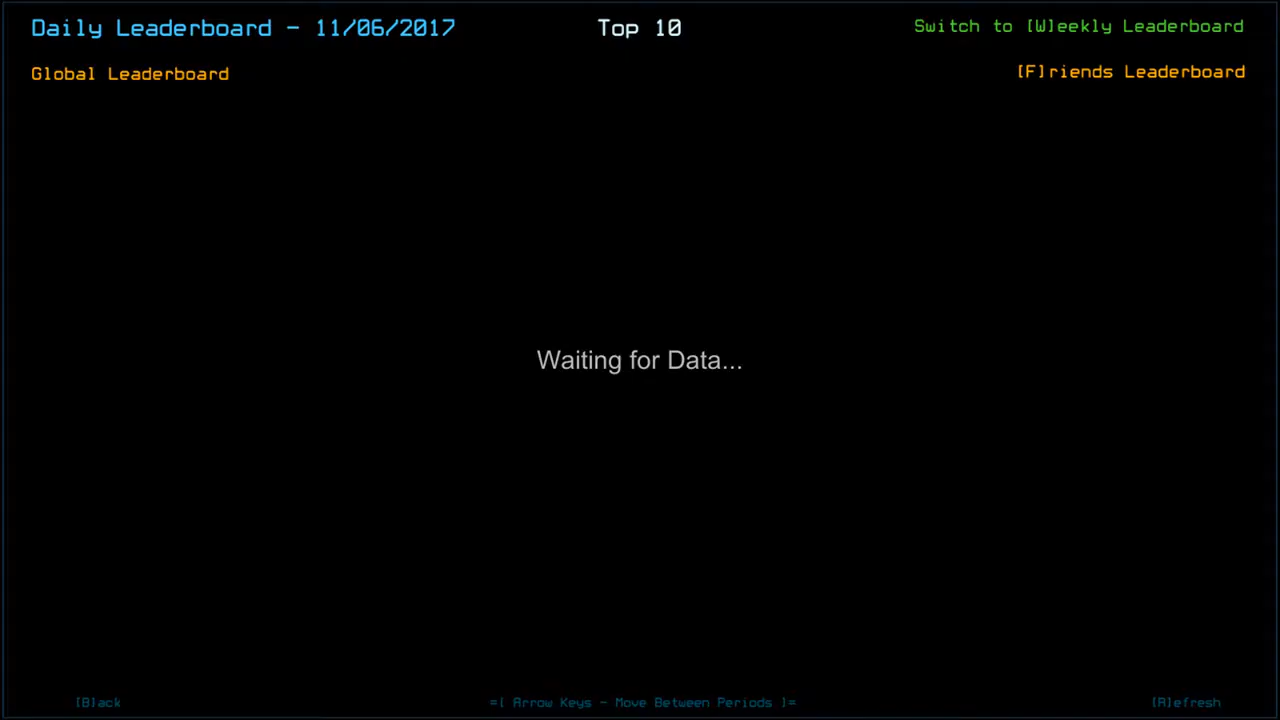 Daily Leaderboard - 11/06/2017
Top 10
Switch to [W]eekly Leaderboard
Global Leaderboard
[F]riends Leaderboard
Waiting for Data...
[B]ack
=[ Arrow Keys - Move Between Periods ]=
[R]efresh